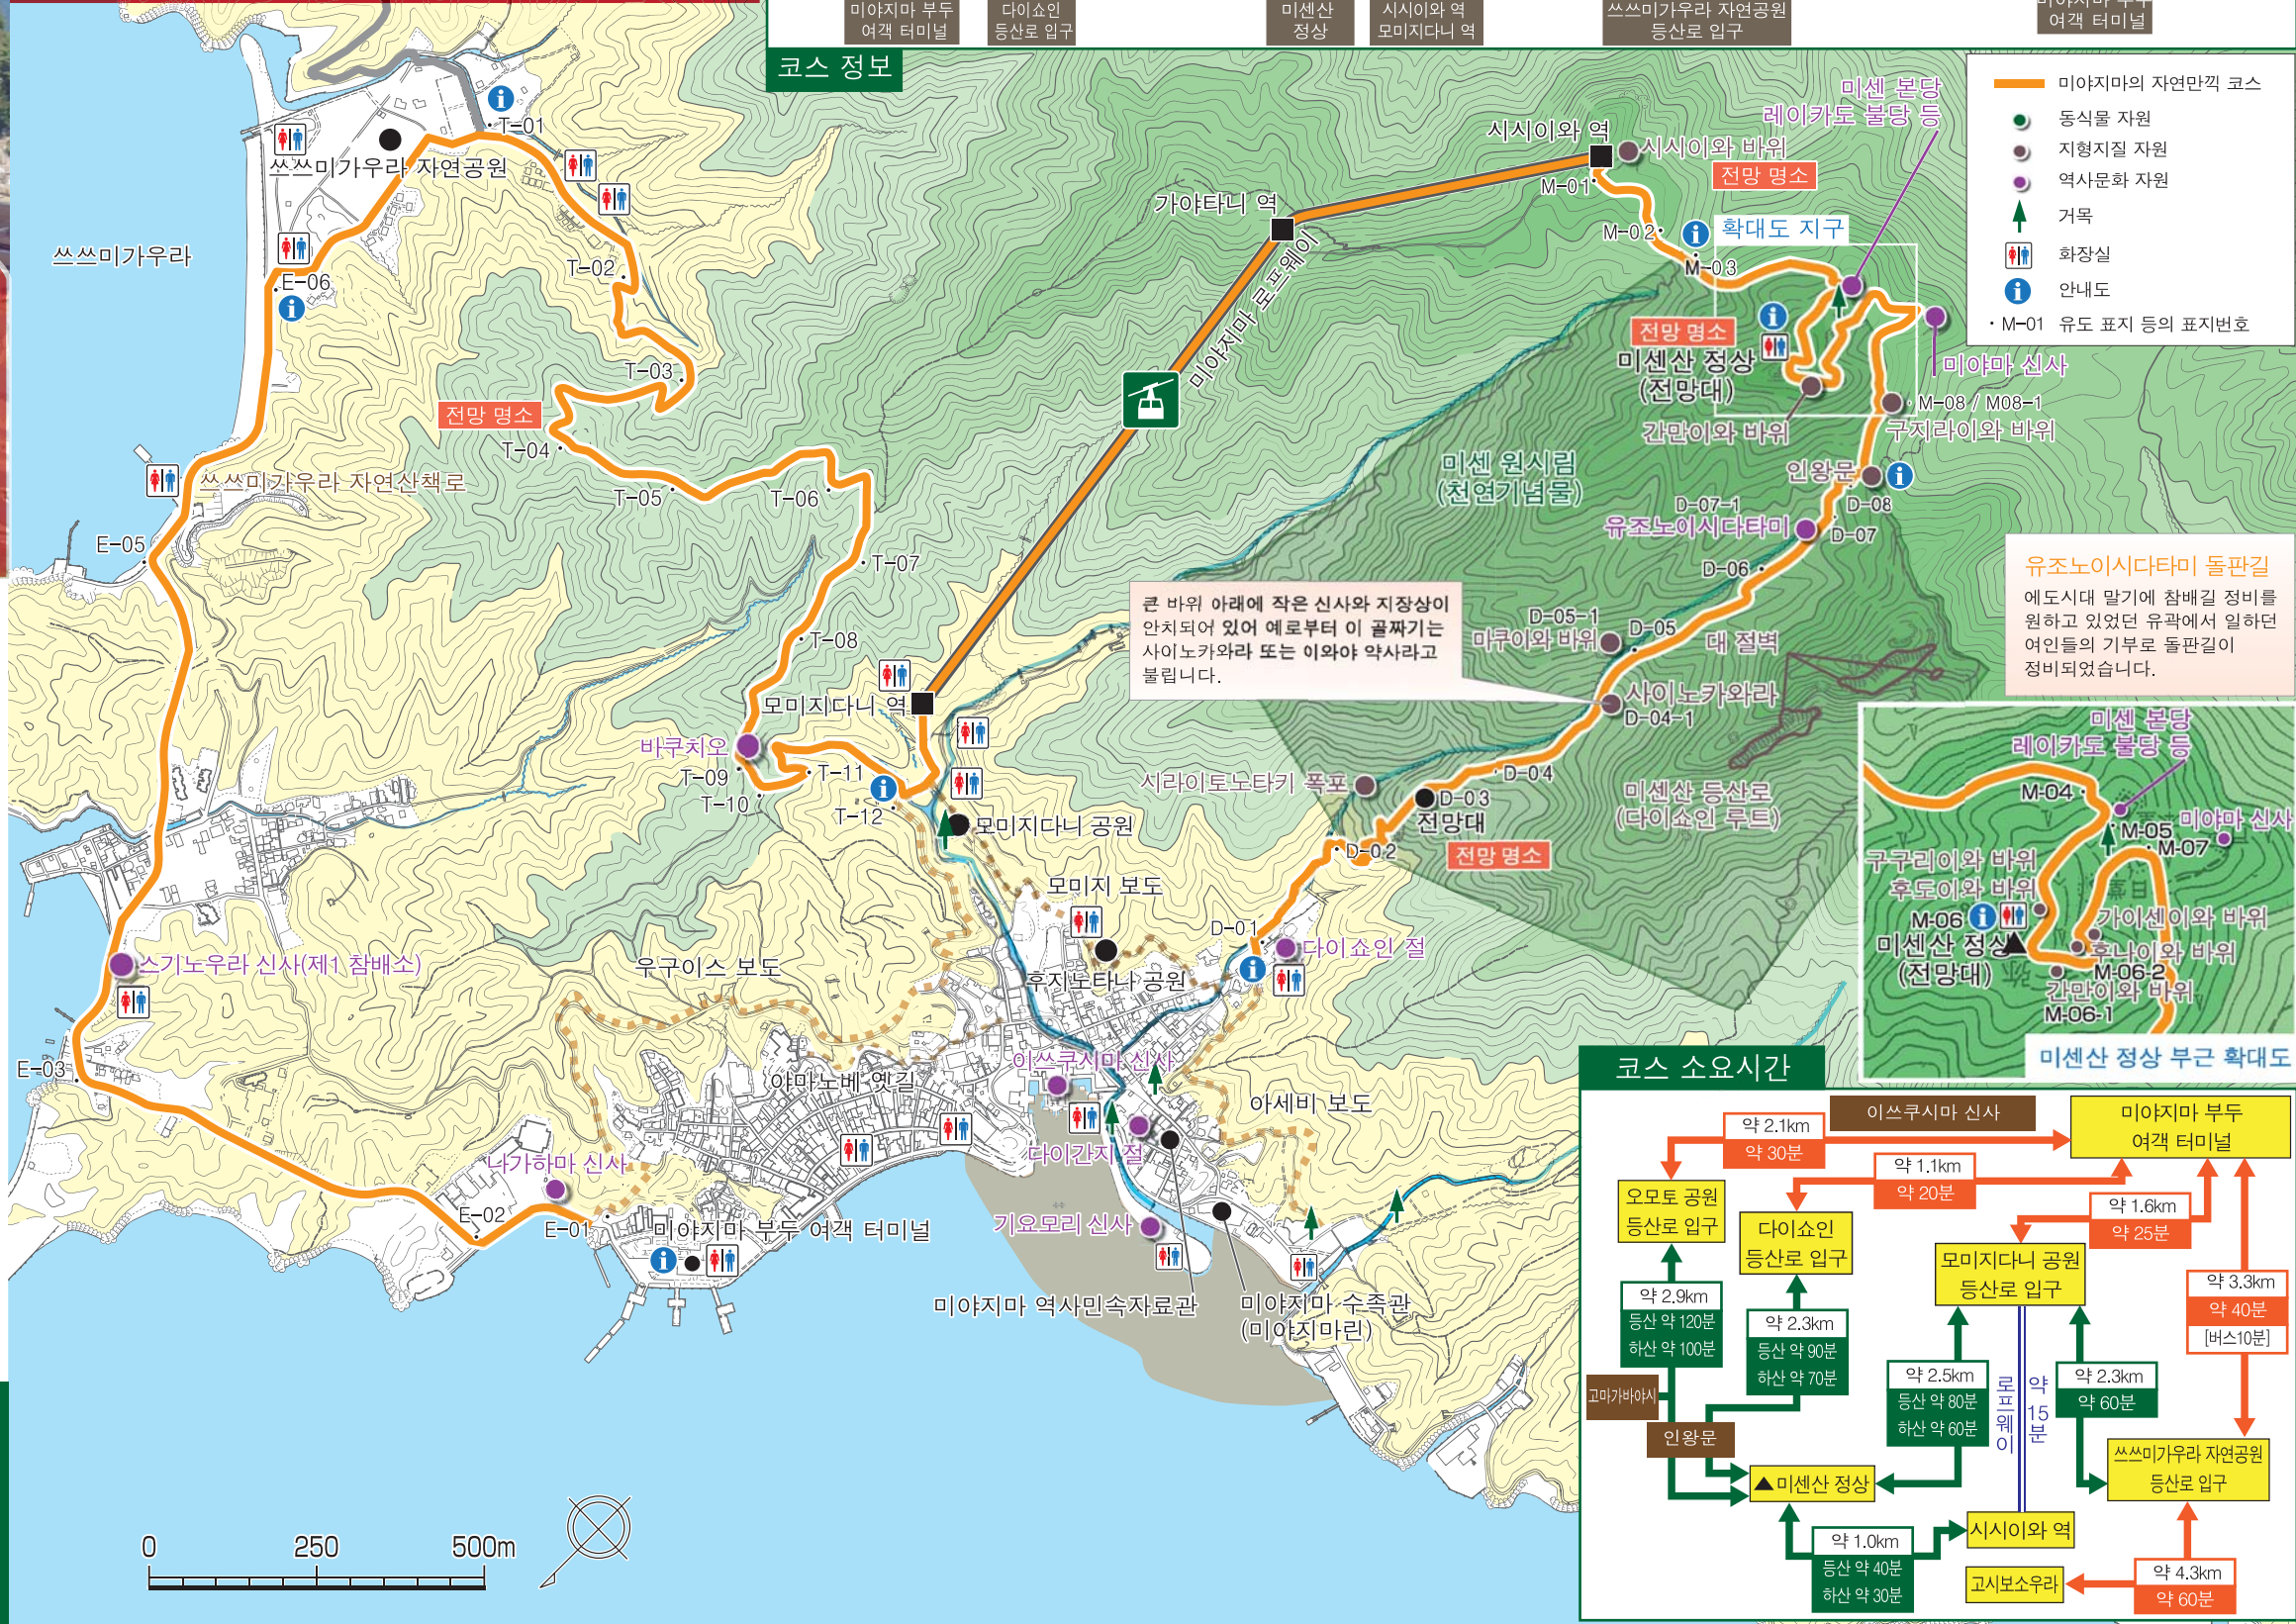 미야지마 부두
여객 터미널
다이쇼인
등산로 입구
미센산
정상
시시이와 역
모미지다니 역
쓰쓰미가우라 자연공원
등산로 입구
여객 터미널
코스 정보
미야지마의 자연만끽 코스
동식물 자원
지형지질 자원
역사문화 자원
거목
화장실
안내도
· M-01 유도 표지 등의 표지번호
T-01
쓰쓰미가우라 자연공원
쓰쓰미가우라
E-06
T-02
T-03
전망 명소
T-04
T-05
T-06
쓰쓰미가우라 자연산책로
E-05
T-07
T-08
모미지다니 역
바쿠치오
T-09
T-10
T-11
T-12
모미지다니 공원
가야타니 역
미야지마 로프웨이
시시이와 역
시시이와 바위
전망 명소
M-01
M-02
M-03
확대도 지구
미센 본당
레이카도 불당 등
전망 명소
미센산 정상
(전망대)
미야마 신사
간만이와 바위
M-08 / M08-1
구지라이와 바위
미센 원시림
(천연기념물)
인왕문
D-08
D-07-1
유조노이시다타미
D-07
D-06
D-05-1
마쿠이와 바위
D-05
대 절벽
사이노카와라
D-04-1
큰 바위 아래에 작은 신사와 지장상이
안치되어 있어 예로부터 이 골짜기는
사이노카와라 또는 이와야 약사라고
불립니다.
유조노이시다타미 돌판길
에도시대 말기에 참배길 정비를
원하고 있었던 유곽에서 일하던
여인들의 기부로 돌판길이
정비되었습니다.
시라이토노타키 폭포
D-04
D-03
전망대
전망 명소
미센산 등산로
(다이쇼인 루트)
D-02
D-01
다이쇼인 절
모미지 보도
후지노타나 공원
우구이스 보도
스기노우라 신사(제1 참배소)
E-03
이쓰쿠시마 신사
야마노베 옛길
아세비 보도
다이간지 절
나가하마 신사
E-02
E-01
미야지마 부두 여객 터미널
기요모리 신사
미야지마 역사민속자료관
미야지마 수족관
(미야지마린)
0 250 500m
미센 본당
레이카도 불당 등
M-04
M-05
미야마 신사
M-07
구구리이와 바위
후도이와 바위
M-06
가이센이와 바위
미센산 정상
(전망대)
후나이와 바위
M-06-2
간만이와 바위
M-06-1
미센산 정상 부근 확대도
코스 소요시간
이쓰쿠시마 신사
미야지마 부두
여객 터미널
약 2.1km
약 30분
약 1.1km
약 20분
약 1.6km
약 25분
오모토 공원
등산로 입구
다이쇼인
등산로 입구
모미지다니 공원
등산로 입구
약 3.3km
약 40분
[버스10분]
약 2.9km
등산 약 120분
하산 약 100분
약 2.3km
등산 약 90분
하산 약 70분
약 2.5km
등산 약 80분
하산 약 60분
로프웨이
약 15분
약 2.3km
약 60분
고마가바야시
인왕문
▲미센산 정상
쓰쓰미가우라 자연공원
등산로 입구
시시이와 역
약 1.0km
등산 약 40분
하산 약 30분
고시보소우라
약 4.3km
약 60분